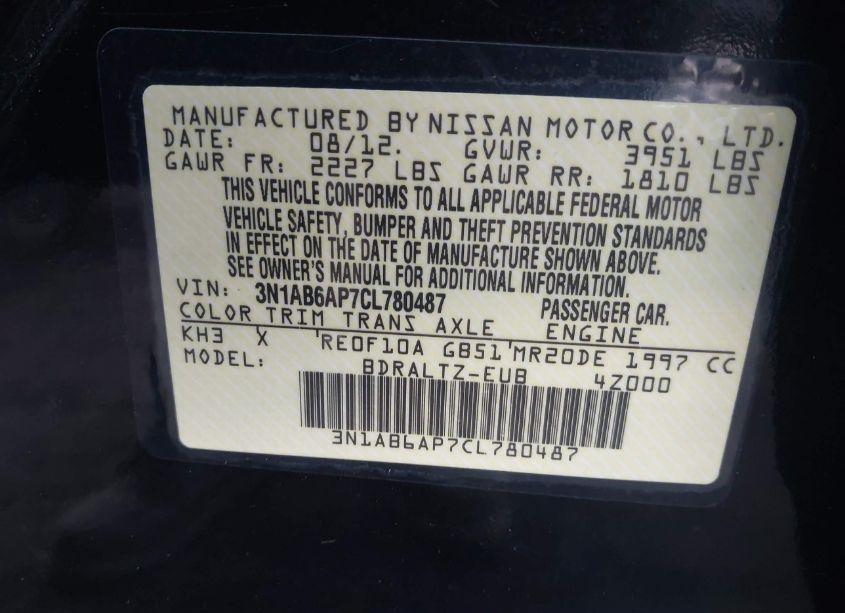 MANUFACTURED BY NISSAN MOTOR CO., LTD.
DATE: 08/12. GVWR: 3951 LBS
GAWR FR: 2227 LBS GAWR RR: 1810 LBS
THIS VEHICLE CONFORMS TO ALL APPLICABLE FEDERAL MOTOR
VEHICLE SAFETY, BUMPER AND THEFT PREVENTION STANDARDS
IN EFFECT ON THE DATE OF MANUFACTURE SHOWN ABOVE.
SEE OWNER'S MANUAL FOR ADDITIONAL INFORMATION.
VIN: 3N1AB6AP7CL780487 PASSENGER CAR.
COLOR TRIM TRANS AXLE ENGINE
KH3 X RE0F10A GB51 MR20DE 1997 CC
MODEL: BDRALTZ-EUB 4Z000
3N1AB6AP7CL780487